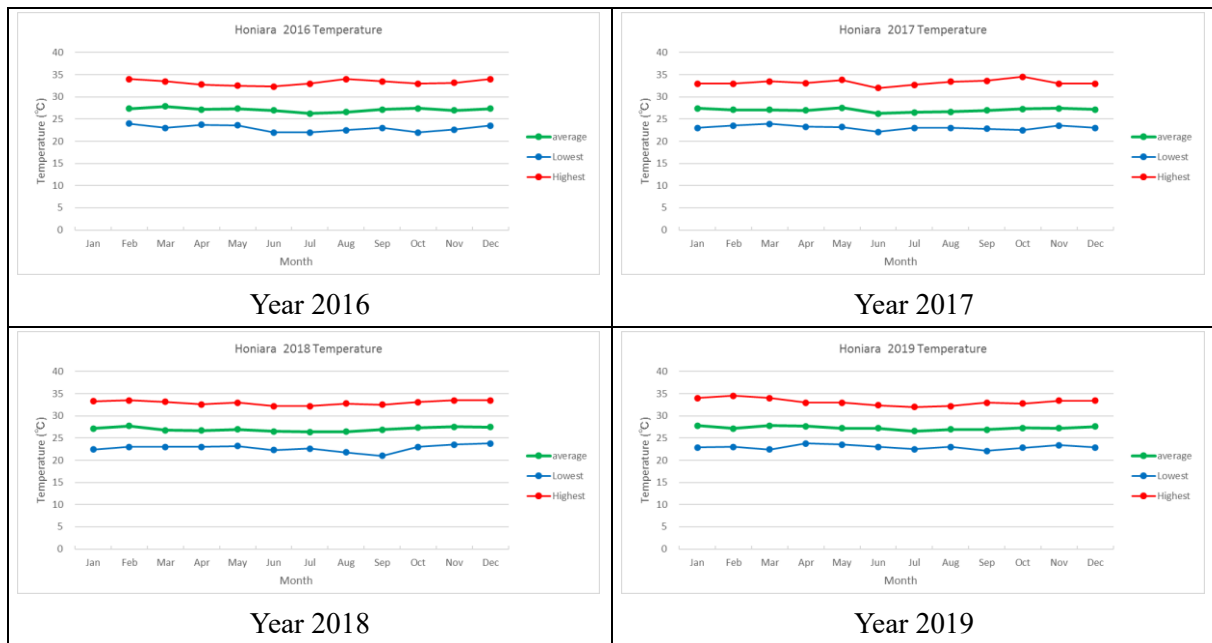 Honiara 2016 Temperature
40
35
30
25
20
15
10
5
0
Temperature (℃)
Jan Feb Mar Apr May Jun Jul Aug Sep Oct Nov Dec
Month
average
Lowest
Highest
Year 2016
Honiara 2017 Temperature
40
35
30
25
20
15
10
5
0
Temperature (℃)
Jan Feb Mar Apr May Jun Jul Aug Sep Oct Nov Dec
Month
average
Lowest
Highest
Year 2017
Honiara 2018 Temperature
40
35
30
25
20
15
10
5
0
Temperature (℃)
Jan Feb Mar Apr May Jun Jul Aug Sep Oct Nov Dec
Month
average
Lowest
Highest
Year 2018
Honiara 2019 Temperature
40
35
30
25
20
15
10
5
0
Temperature (℃)
Jan Feb Mar Apr May Jun Jul Aug Sep Oct Nov Dec
Month
average
Lowest
Highest
Year 2019